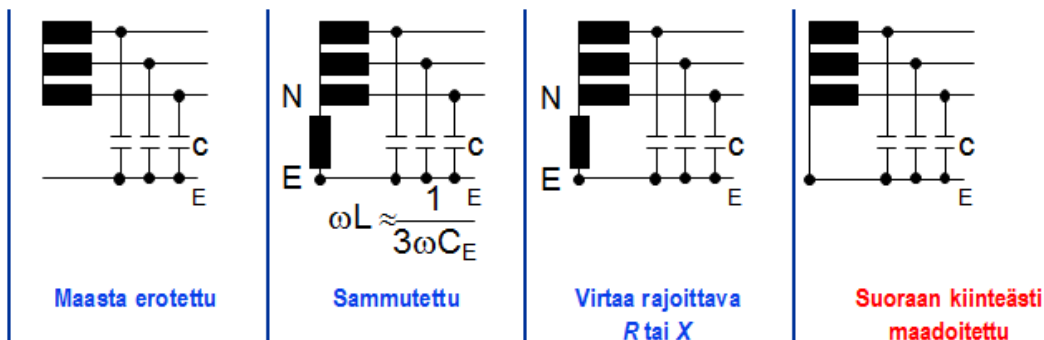 C
E
Maasta erotettu
N
E
C
E
ωL ≈ 1
3ωC_E
Sammutettu
N
E
C
E
Virtaa rajoittava
R tai X
C
E
Suoraan kiinteästi
maadoitettu